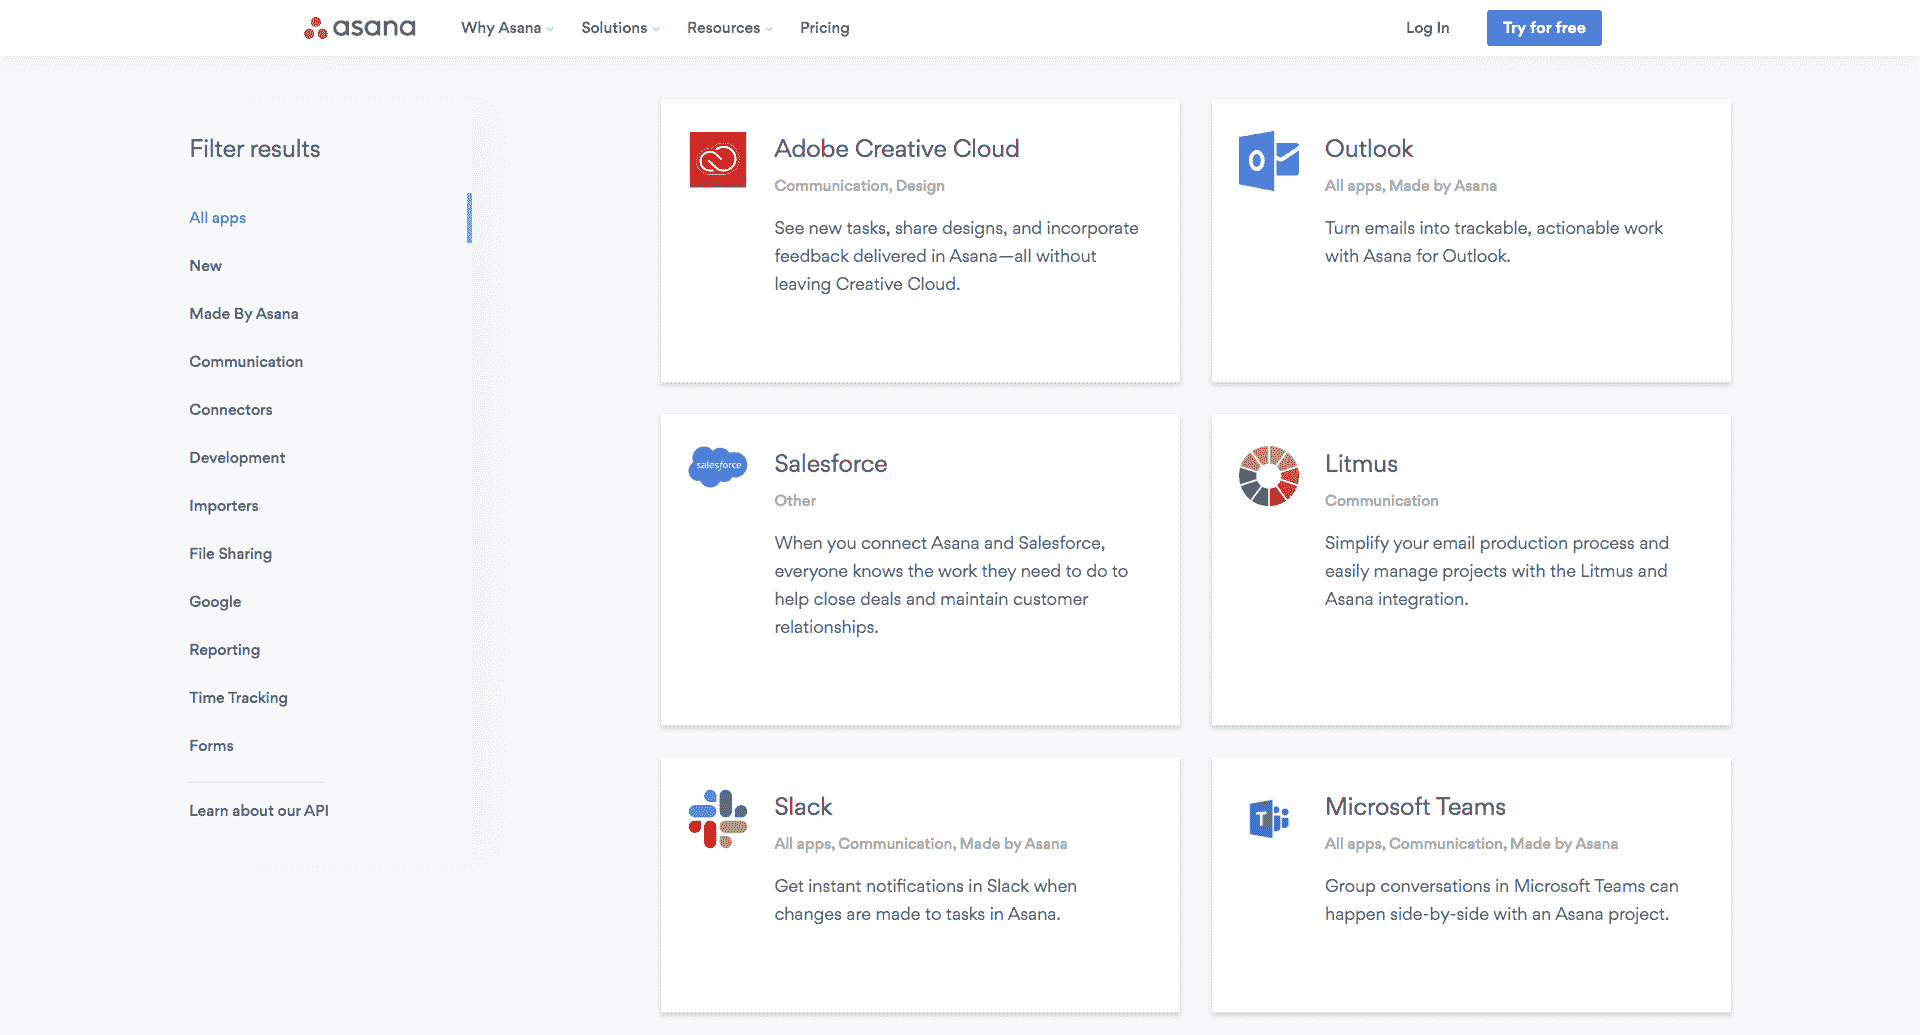 asana
Why Asana
Solutions
Resources
Pricing
Log In
Try for free
Filter results
All apps
New
Made By Asana
Communication
Connectors
Development
Importers
File Sharing
Google
Reporting
Time Tracking
Forms
Learn about our API
Adobe Creative Cloud
Communication, Design
See new tasks, share designs, and incorporate
feedback delivered in Asana—all without
leaving Creative Cloud.
Outlook
All apps, Made by Asana
Turn emails into trackable, actionable work
with Asana for Outlook.
salesforce
Salesforce
Other
When you connect Asana and Salesforce,
everyone knows the work they need to do to
help close deals and maintain customer
relationships.
Litmus
Communication
Simplify your email production process and
easily manage projects with the Litmus and
Asana integration.
Slack
All apps, Communication, Made by Asana
Get instant notifications in Slack when
changes are made to tasks in Asana.
Microsoft Teams
All apps, Communication, Made by Asana
Group conversations in Microsoft Teams can
happen side-by-side with an Asana project.